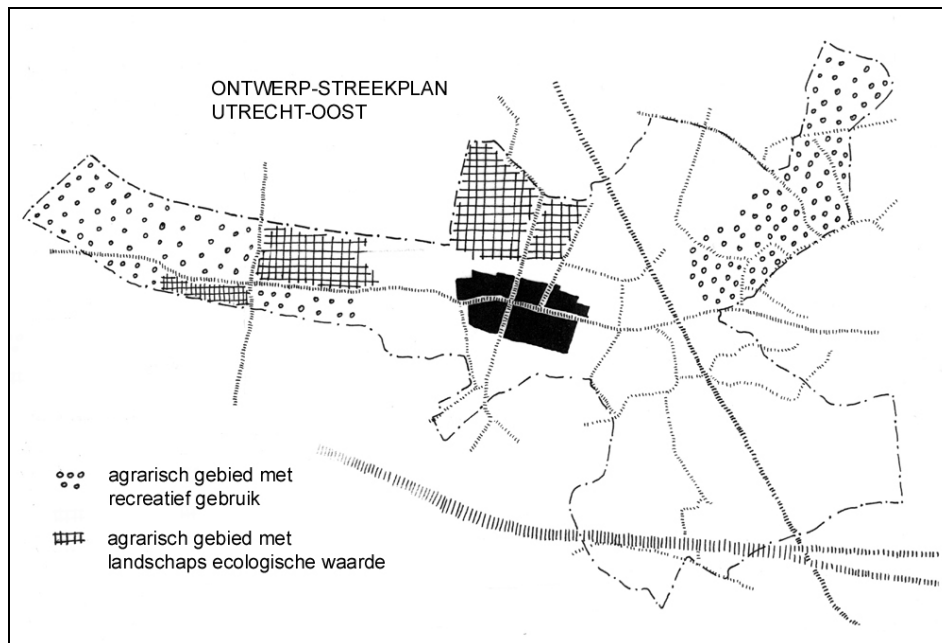 ONTWERP-STREEKPLAN
UTRECHT-OOST
agrarisch gebied met
recreatief gebruik
agrarisch gebied met
landschaps ecologische waarde